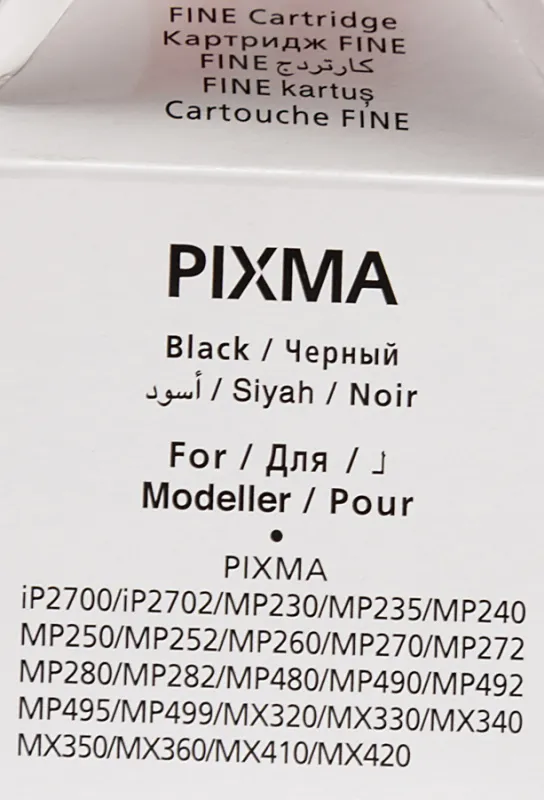 FINE Cartridge
Картридж FINE
FINE كارتردج
FINE kartuş
Cartouche FINE
PIXMA
Black / Черный
أسود / Siyah / Noir
For / Для / لـ
Modeller / Pour
•
PIXMA
iP2700/iP2702/MP230/MP235/MP240
MP250/MP252/MP260/MP270/MP272
MP280/MP282/MP480/MP490/MP492
MP495/MP499/MX320/MX330/MX340
MX350/MX360/MX410/MX420